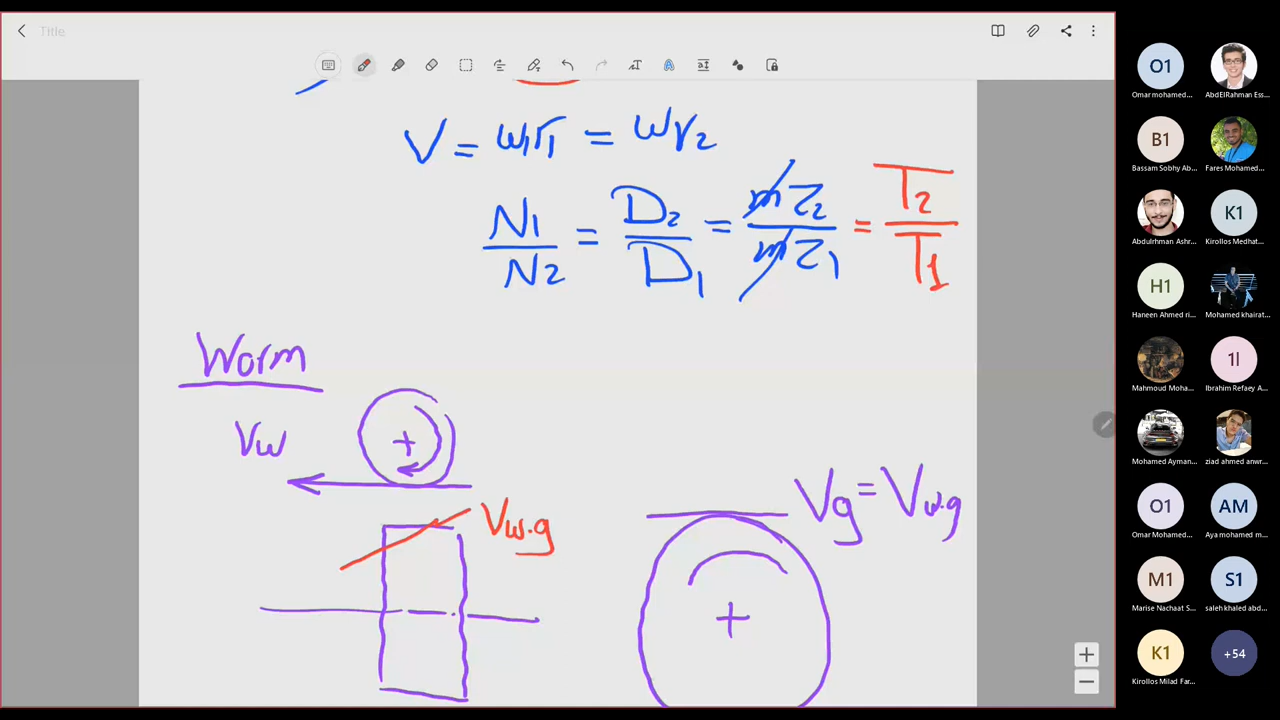 Title
V = ω1r1 = ωr2
N1/N2 = D2/D1 = mZ2/mZ1 = T2/T1
Worm
Vw
Vw.g
Vg = Vw.g
O1
Omar mohamed...
AbdElRahman Ess...
B1
Bassam Sobhy Ab...
Fares Mohamed...
Abdulrhman Ashr...
K1
Kirollos Medhat...
H1
Haneen Ahmed ri...
Mohamed khairat...
Mahmoud Moha...
1I
Ibrahim Refaey A...
Mohamed Ayman...
ziad ahmed anwr...
O1
Omar Mohamed...
AM
Aya mohamed m...
M1
Marise Nachaat S...
S1
saleh khaled abd...
K1
Kirollos Milad Far...
+54